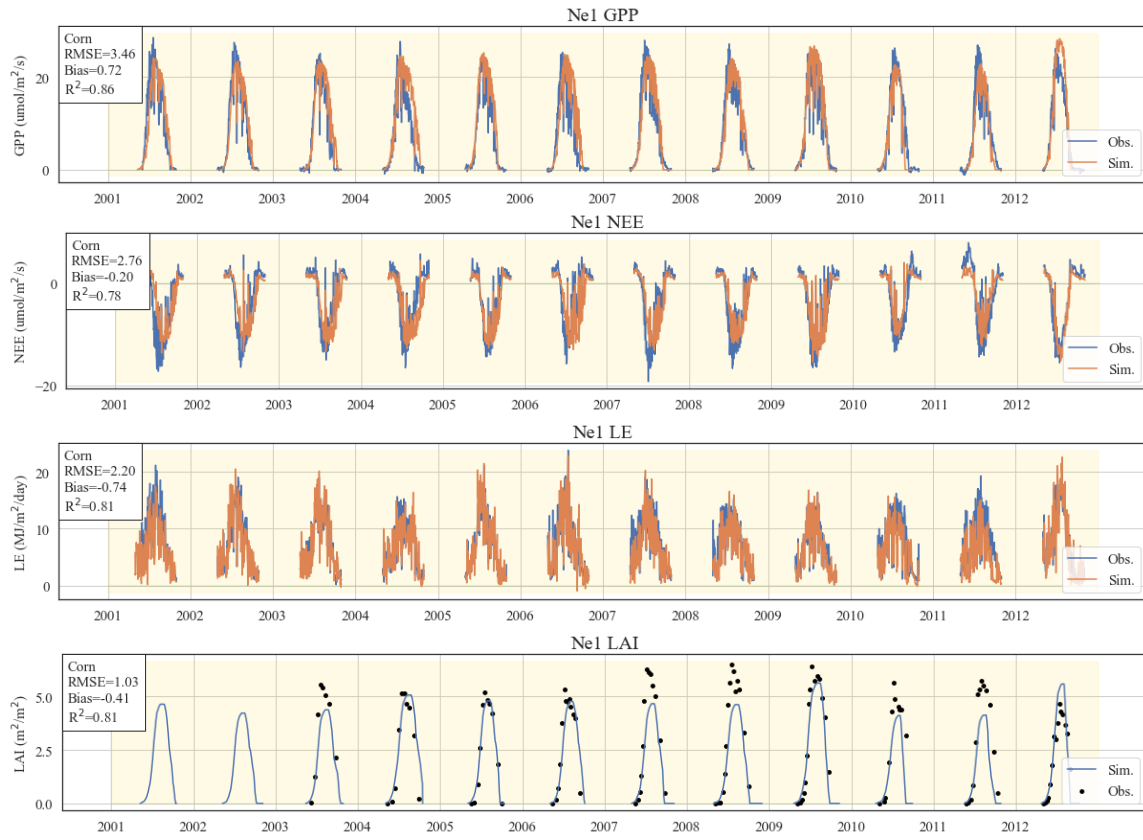 Ne1 GPP
Corn
RMSE=3.46
Bias=0.72
R²=0.86
GPP (umol/m²/s)
20
0
Obs.
Sim.
2001 2002 2003 2004 2005 2006 2007 2008 2009 2010 2011 2012
Ne1 NEE
Corn
RMSE=2.76
Bias=-0.20
R²=0.78
NEE (umol/m²/s)
0
−20
Obs.
Sim.
2001 2002 2003 2004 2005 2006 2007 2008 2009 2010 2011 2012
Ne1 LE
Corn
RMSE=2.20
Bias=-0.74
R²=0.81
LE (MJ/m²/day)
20
10
0
Obs.
Sim.
2001 2002 2003 2004 2005 2006 2007 2008 2009 2010 2011 2012
Ne1 LAI
Corn
RMSE=1.03
Bias=-0.41
R²=0.81
LAI (m²/m²)
5.0
2.5
0.0
Sim.
Obs.
2001 2002 2003 2004 2005 2006 2007 2008 2009 2010 2011 2012